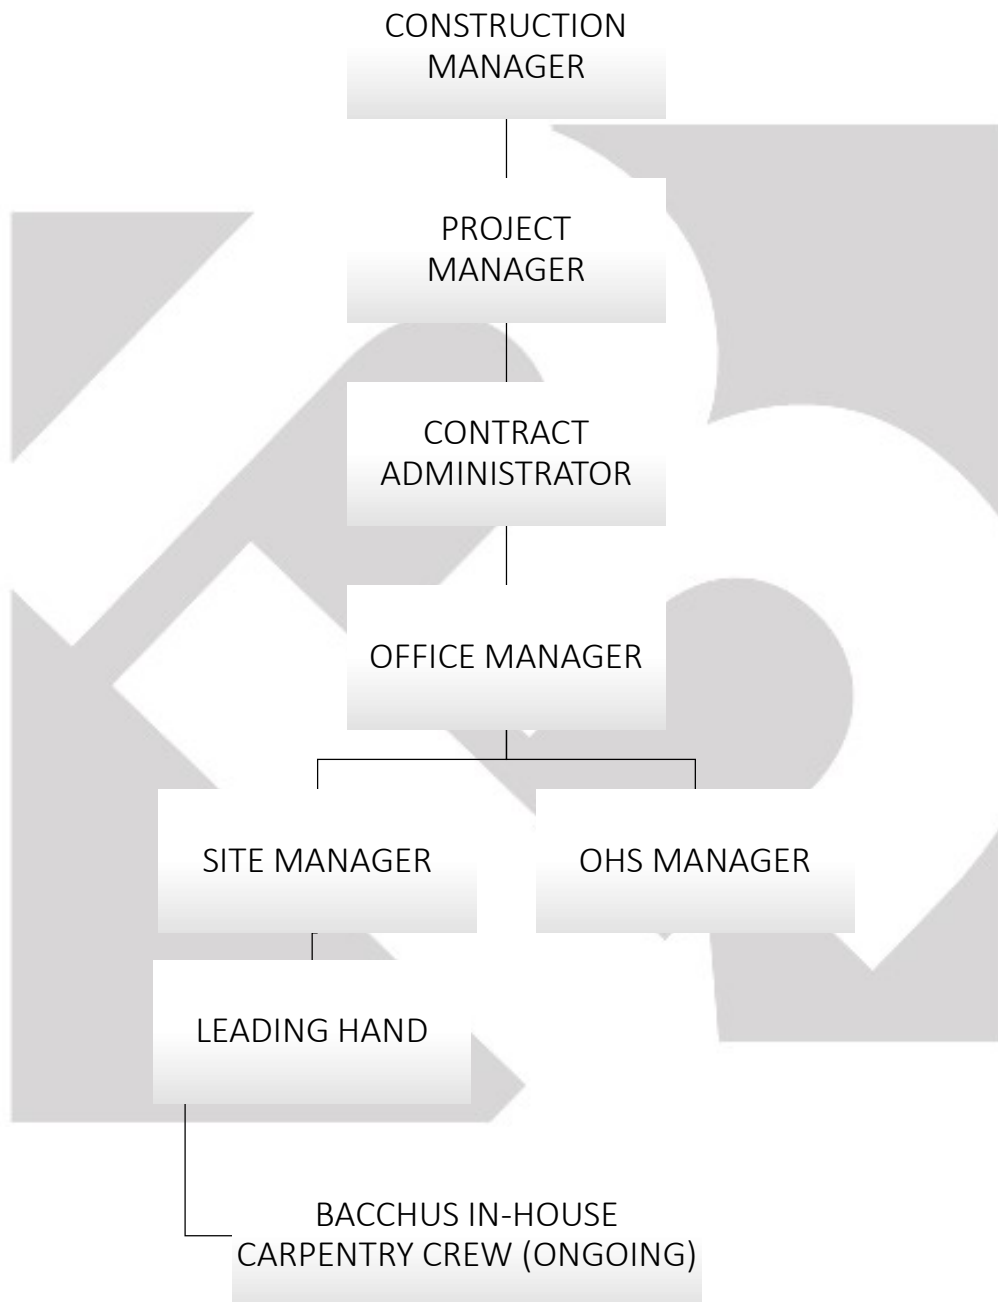 CONSTRUCTION
MANAGER
PROJECT
MANAGER
CONTRACT
ADMINISTRATOR
OFFICE MANAGER
SITE MANAGER
OHS MANAGER
LEADING HAND
BACCHUS IN-HOUSE
CARPENTRY CREW (ONGOING)